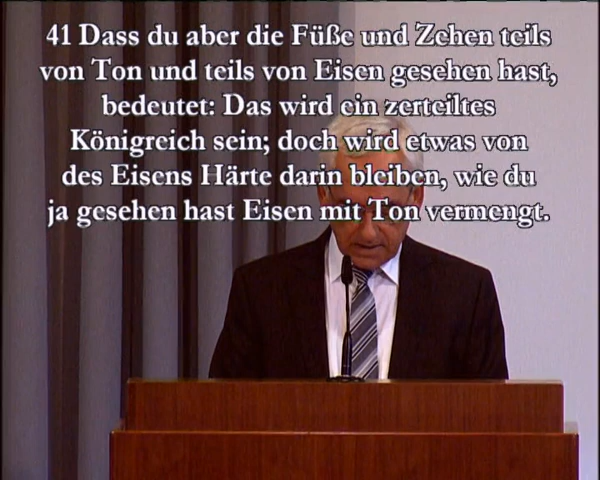 41 Dass du aber die Füße und Zehen teils
von Ton und teils von Eisen gesehen hast,
bedeutet: Das wird ein zerteiltes
Königreich sein; doch wird etwas von
des Eisens Härte darin bleiben, wie du
ja gesehen hast Eisen mit Ton vermengt.